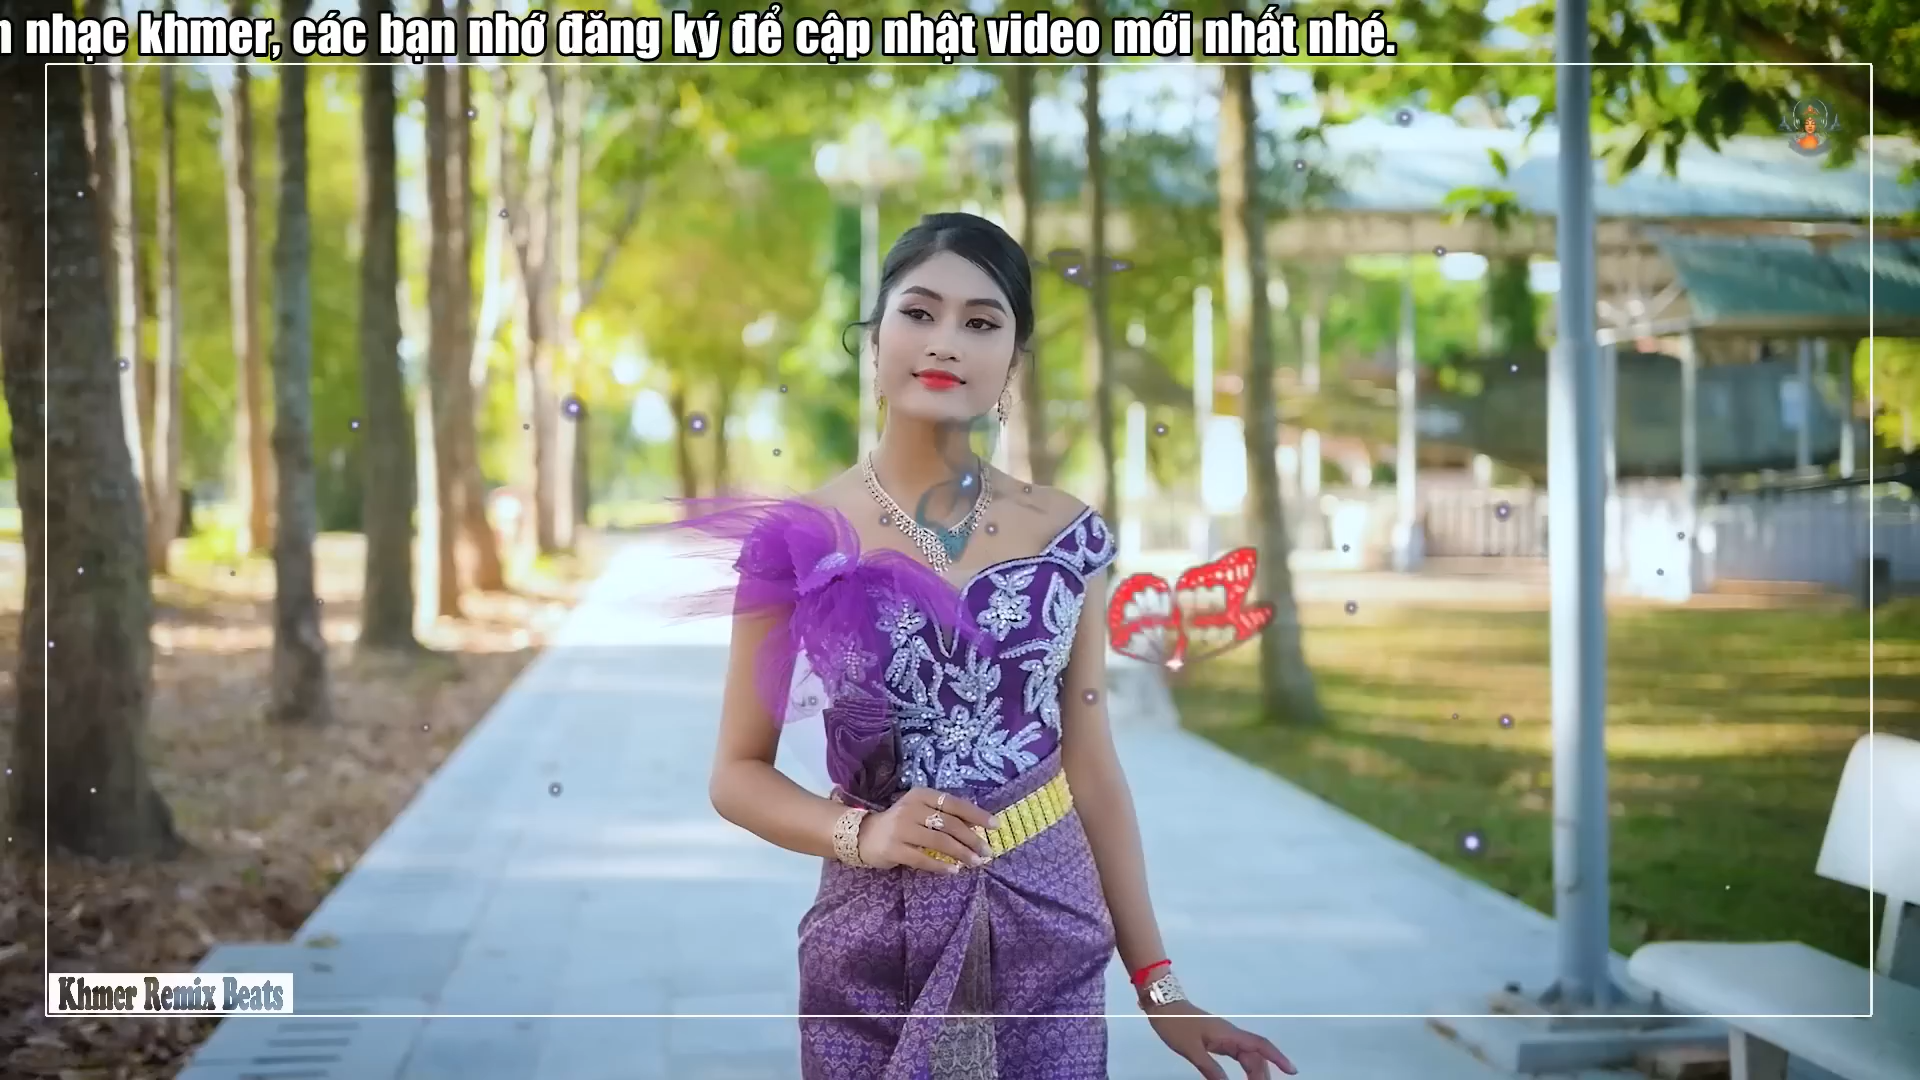 nhạc khmer, các bạn nhớ đăng ký để cập nhật video mới nhất nhé.
Khmer Remix Beats